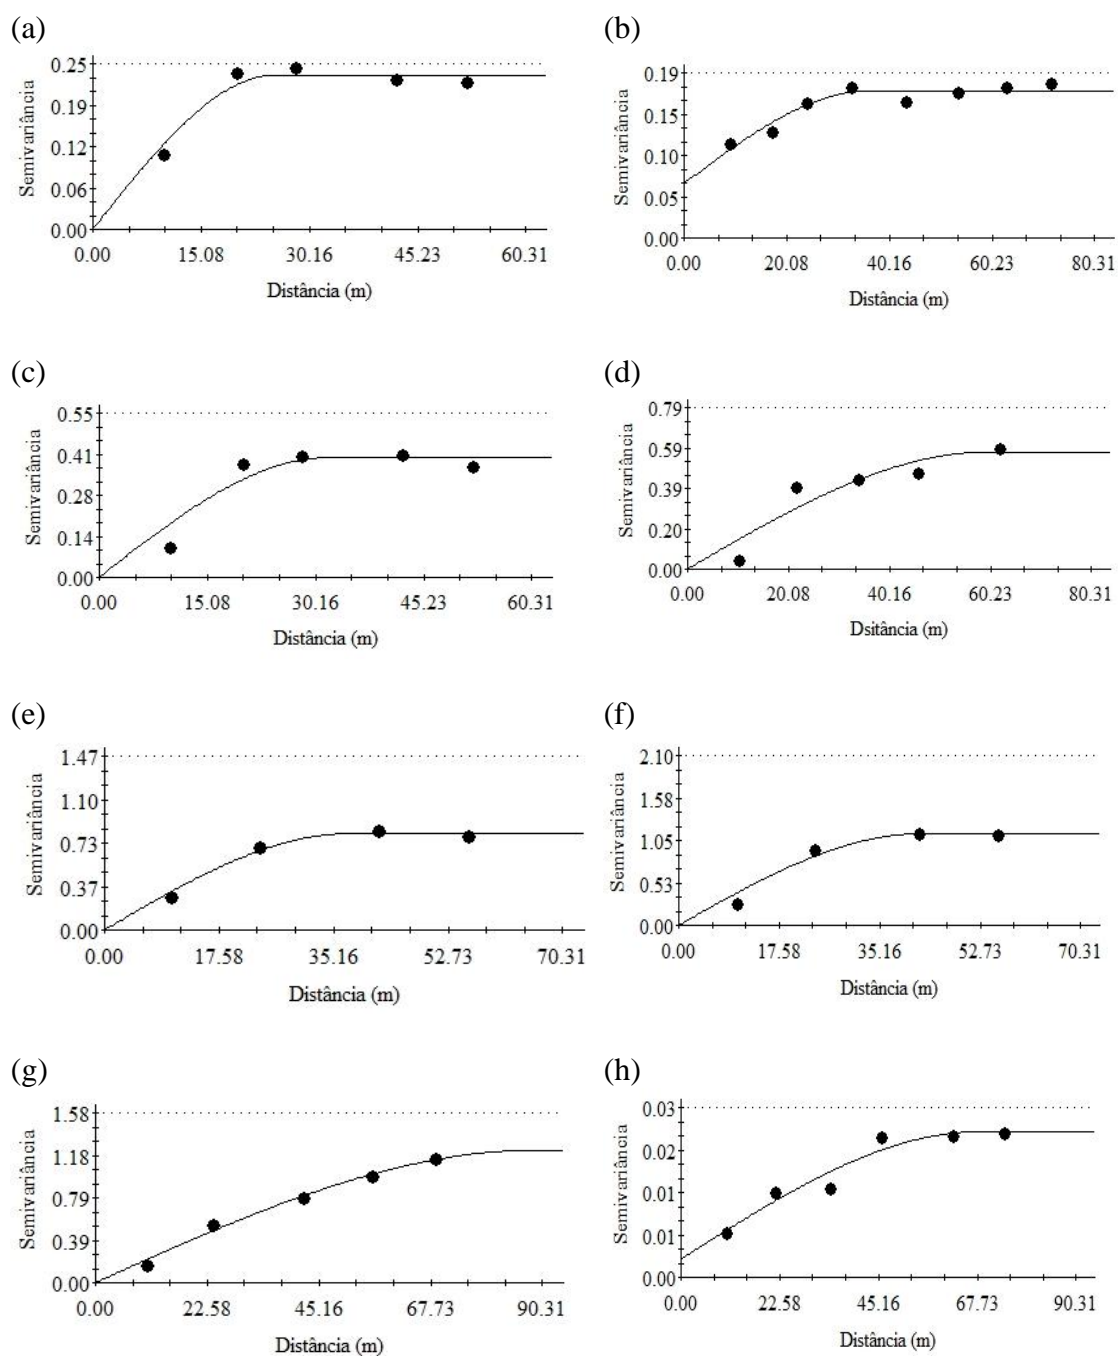 (a)
0.25
0.19
0.12
0.06
0.00
Semivariância
0.00 15.08 30.16 45.23 60.31
Distância (m)
(b)
0.19
0.15
0.10
0.05
0.00
Semivariância
0.00 20.08 40.16 60.23 80.31
Distância (m)
(c)
0.55
0.41
0.28
0.14
0.00
Semivariância
0.00 15.08 30.16 45.23 60.31
Distância (m)
(d)
0.79
0.59
0.39
0.20
0.00
Semivariância
0.00 20.08 40.16 60.23 80.31
Dsitância (m)
(e)
1.47
1.10
0.73
0.37
0.00
Semivariância
0.00 17.58 35.16 52.73 70.31
Distância (m)
(f)
2.10
1.58
1.05
0.53
0.00
Semivariância
0.00 17.58 35.16 52.73 70.31
Distância (m)
(g)
1.58
1.18
0.79
0.39
0.00
Semivariância
0.00 22.58 45.16 67.73 90.31
Distância (m)
(h)
0.03
0.02
0.01
0.01
0.00
Semivariância
0.00 22.58 45.16 67.73 90.31
Distância (m)